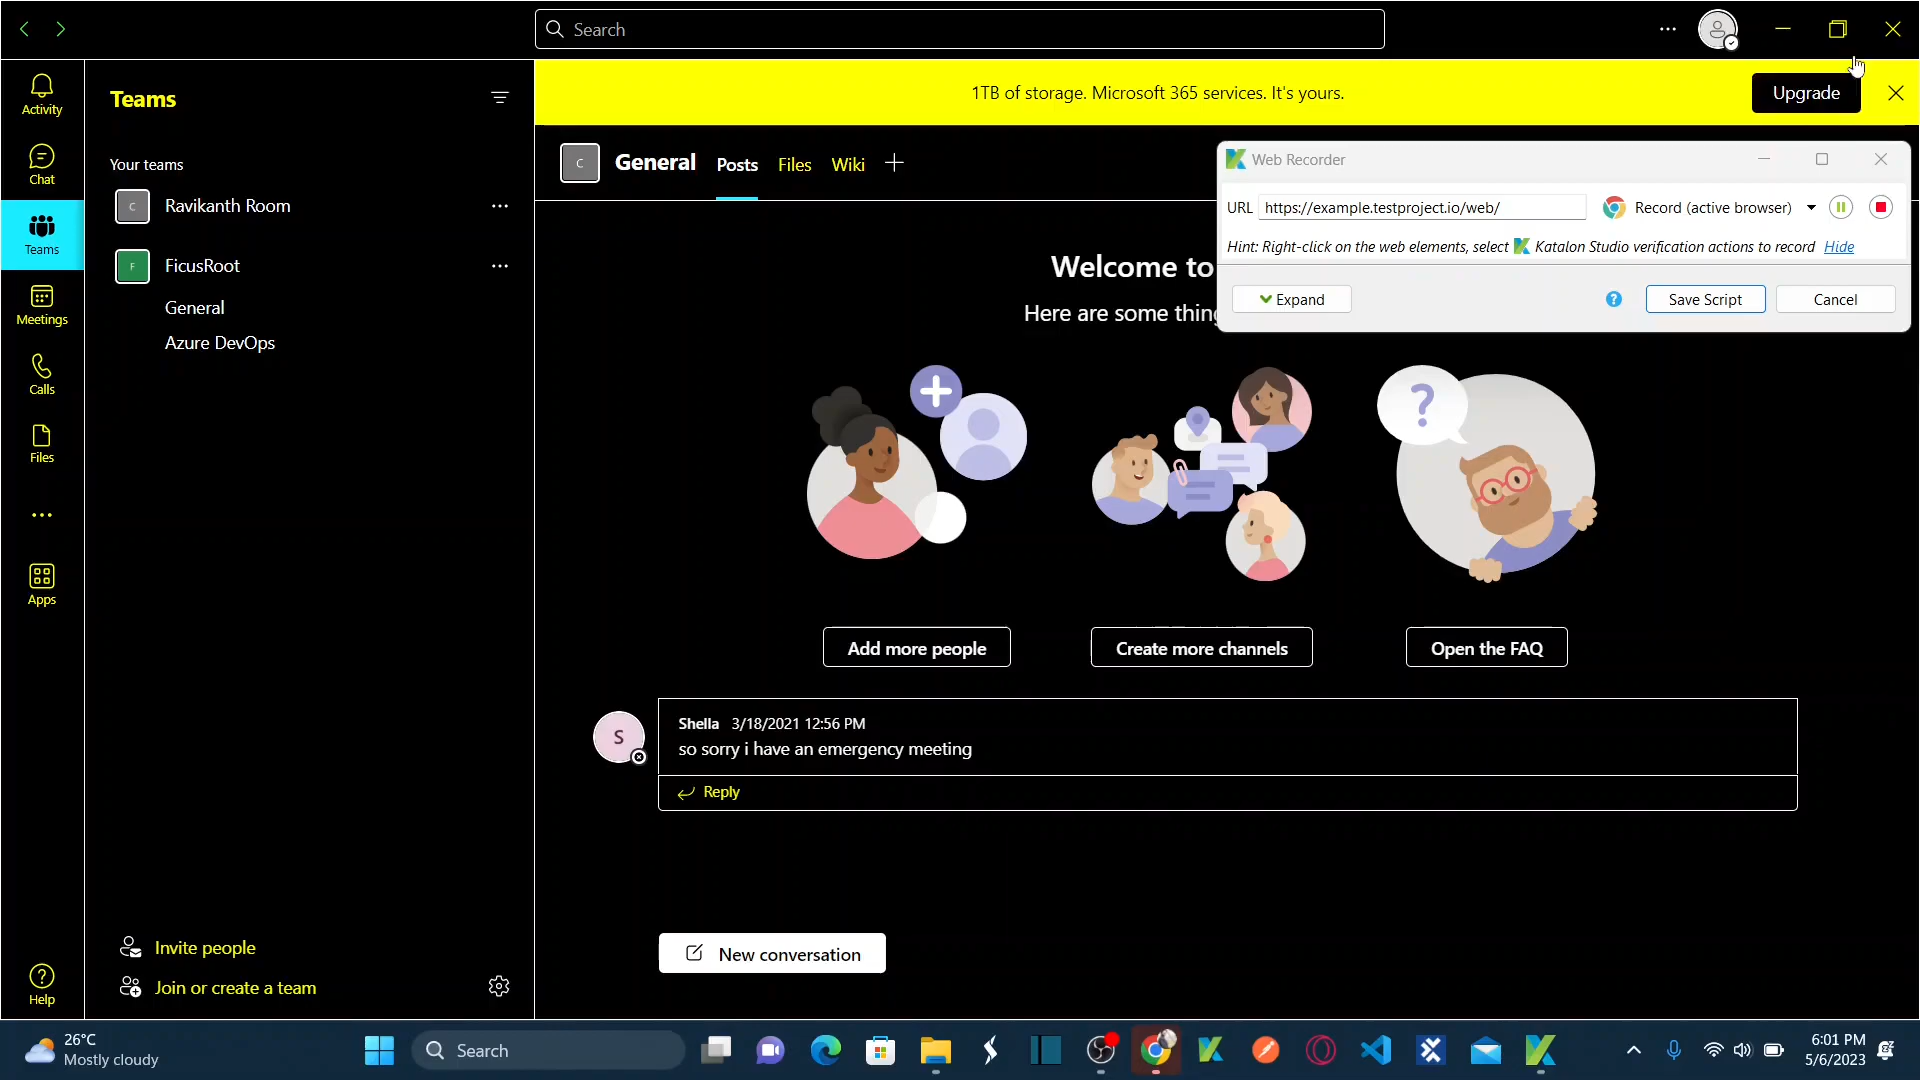 Search
1TB of storage. Microsoft 365 services. It's yours.
Upgrade
Activity
Chat
Teams
Meetings
Calls
Files
Apps
Help
Teams
Your teams
C
Ravikanth Room
F
FicusRoot
General
Azure DevOps
Invite people
Join or create a team
C
General
Posts
Files
Wiki
Web Recorder
URL https://example.testproject.io/web/
Record (active browser)
Hint: Right-click on the web elements, select Katalon Studio verification actions to record Hide
Expand
?
Save Script
Cancel
Welcome to
Here are some thing
?
Add more people
Create more channels
Open the FAQ
S
Shella 3/18/2021 12:56 PM
so sorry i have an emergency meeting
Reply
New conversation
26°C
Mostly cloudy
Search
6:01 PM
5/6/2023